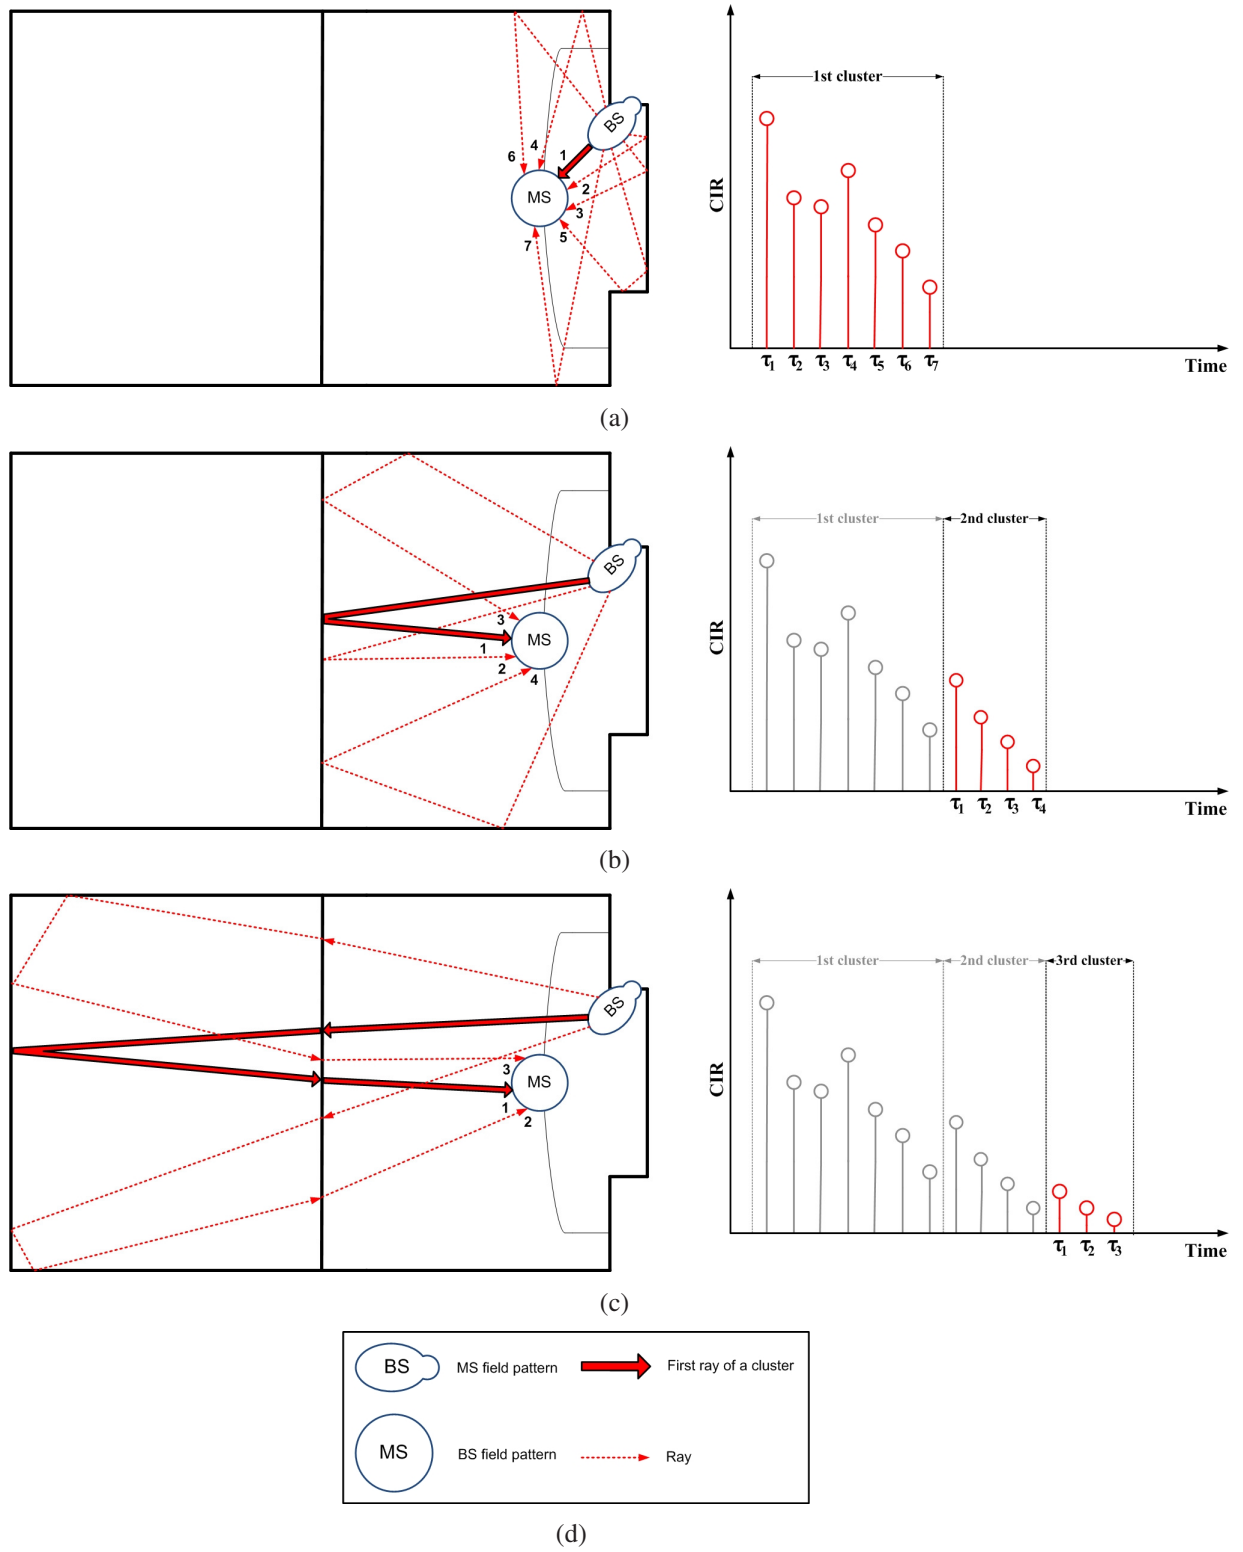 BS
1
4
6
MS
2
3
5
7
CIR
1st cluster
τ1 τ2 τ3 τ4 τ5 τ6 τ7
Time
(a)
BS
3
MS
1
2
4
CIR
1st cluster 2nd cluster
τ1 τ2 τ3 τ4
Time
(b)
BS
3
MS
1
2
CIR
1st cluster 2nd cluster 3rd cluster
τ1 τ2 τ3
Time
(c)
BS MS field pattern First ray of a cluster
MS BS field pattern Ray
(d)